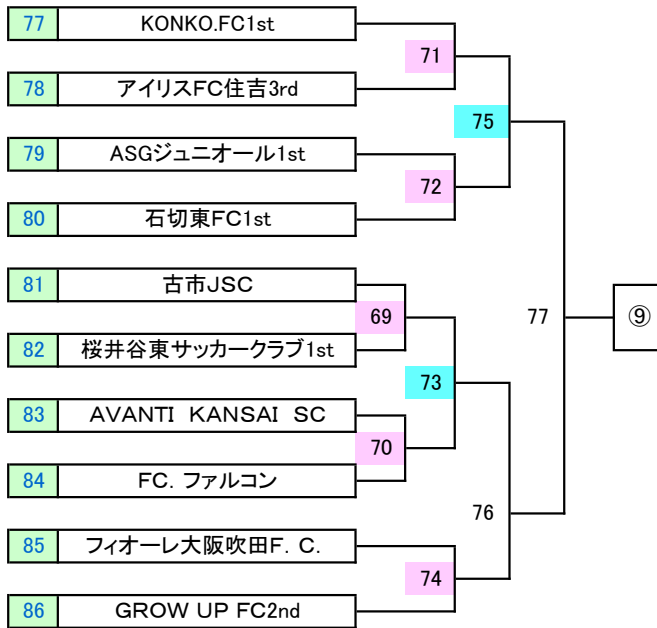 77 KONKO.FC1st
71
78 アイリスFC住吉3rd
75
79 ASGジュニオール1st
72
80 石切東FC1st
81 古市JSC
69
77
⑨
82 桜井谷東サッカークラブ1st
73
83 AVANTI　KANSAI　SC
70
84 FC．ファルコン
76
85 フィオーレ大阪吹田F．C．
74
86 GROW UP FC2nd